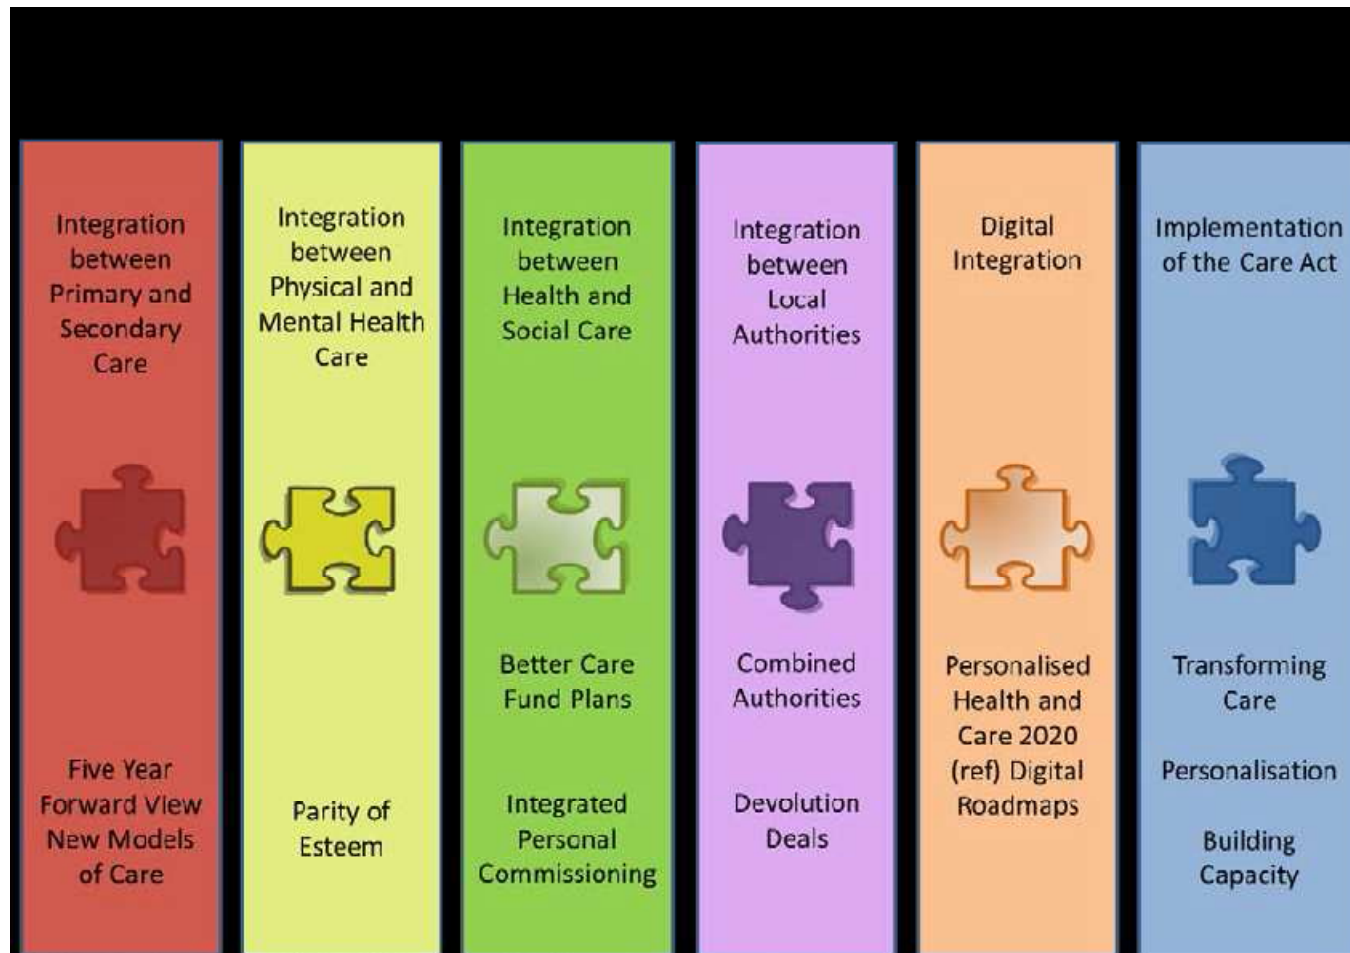 Integration
between
Primary and
Secondary
Care
Five Year
Forward View
New Models
of Care
Integration
between
Physical and
Mental Health
Care
Parity of
Esteem
Integration
between
Health and
Social Care
Better Care
Fund Plans
Integrated
Personal
Commissioning
Integration
between
Local
Authorities
Combined
Authorities
Devolution
Deals
Digital
Integration
Personalised
Health and
Care 2020
(ref) Digital
Roadmaps
Implementation
of the Care Act
Transforming
Care
Personalisation
Building
Capacity